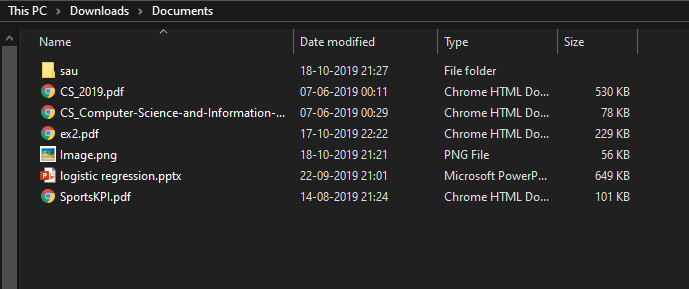 This PC > Downloads > Documents
Name Date modified Type Size
sau 18-10-2019 21:27 File folder
CS_2019.pdf 07-06-2019 00:11 Chrome HTML Do... 530 KB
CS_Computer-Science-and-Information-... 07-06-2019 00:29 Chrome HTML Do... 78 KB
ex2.pdf 17-10-2019 22:22 Chrome HTML Do... 229 KB
Image.png 18-10-2019 21:21 PNG File 56 KB
logistic regression.pptx 22-09-2019 21:01 Microsoft PowerP... 649 KB
SportsKPI.pdf 14-08-2019 21:24 Chrome HTML Do... 101 KB